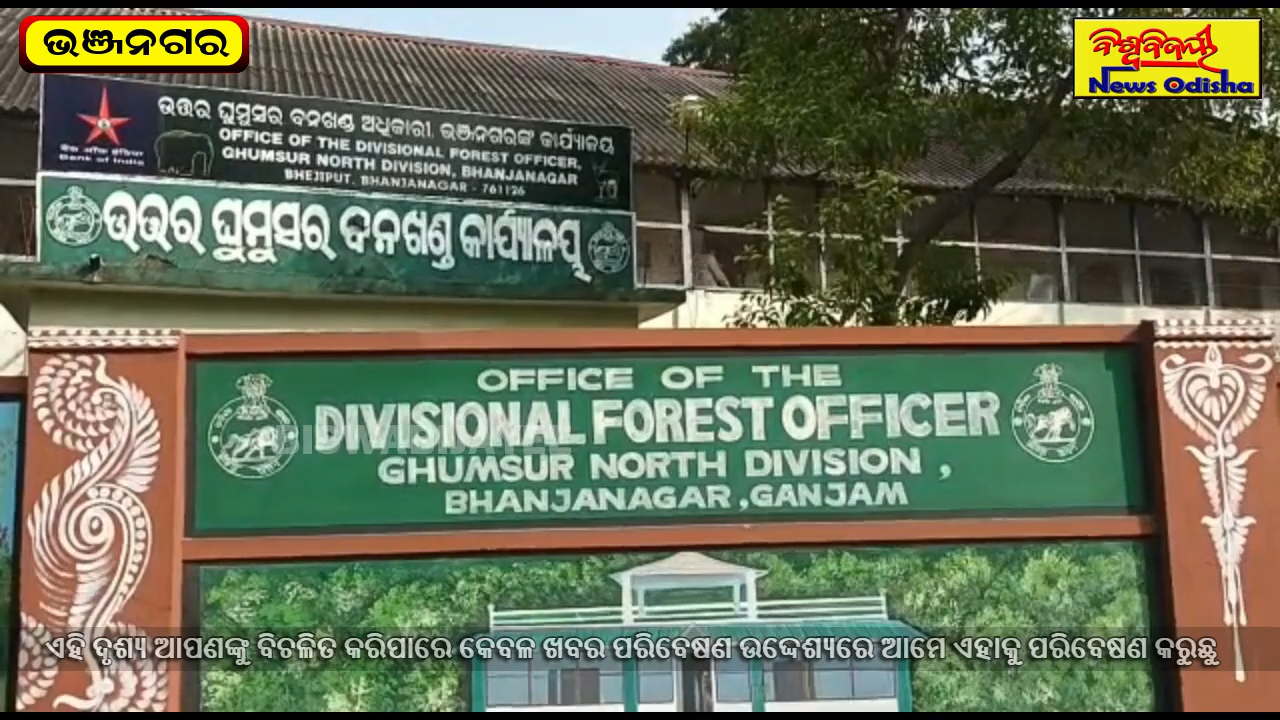 ଭଞ୍ଜନଗର
ବିଶ୍ୱବିଜୟୀ
News Odisha
ଉତ୍ତର ଘୁମୁସର ବନଖଣ୍ଡ ଅଧିକାରୀ, ଭଞ୍ଜନଗରଙ୍କ କାର୍ଯ୍ୟାଳୟ
Bank of India
OFFICE OF THE DIVISIONAL FOREST OFFICER,
GHUMSUR NORTH DIVISION, BHANJANAGAR
BHEJIPUT, BHANJANAGAR - 761126
ଉତ୍ତର ଘୁମୁସର ବନଖଣ୍ଡ କାର୍ଯ୍ୟାଳୟ
OFFICE OF THE
DIVISIONAL FOREST OFFICER
GHUMSUR NORTH DIVISION,
BHANJANAGAR, GANJAM
ଏହି ଦୃଶ୍ୟ ଆପଣଙ୍କୁ ବିଚଳିତ କରିପାରେ କେବଳ ଖବର ପରିବେଷଣ ଉଦ୍ଦେଶ୍ୟରେ ଆମେ ଏହାକୁ ପରିବେଷଣ କରୁଛୁ